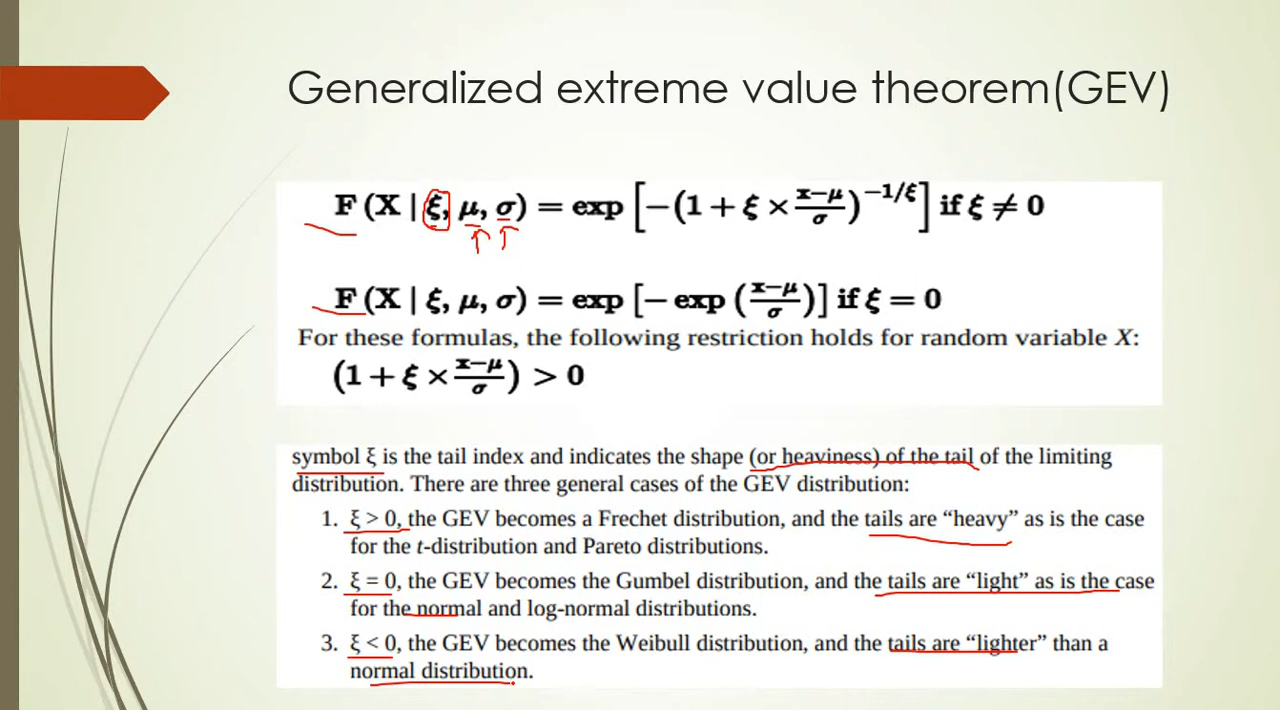 Generalized extreme value theorem(GEV)
F (X | ξ, μ, σ) = exp [−(1 + ξ × (x−μ)/σ)^−1/ξ] if ξ ≠ 0
F (X | ξ, μ, σ) = exp [− exp ((x−μ)/σ)] if ξ = 0
For these formulas, the following restriction holds for random variable X:
(1 + ξ × (x−μ)/σ) > 0
symbol ξ is the tail index and indicates the shape (or heaviness) of the tail of the limiting
distribution. There are three general cases of the GEV distribution:
1. ξ > 0, the GEV becomes a Frechet distribution, and the tails are “heavy” as is the case
for the t-distribution and Pareto distributions.
2. ξ = 0, the GEV becomes the Gumbel distribution, and the tails are “light” as is the case
for the normal and log-normal distributions.
3. ξ < 0, the GEV becomes the Weibull distribution, and the tails are “lighter” than a
normal distribution.